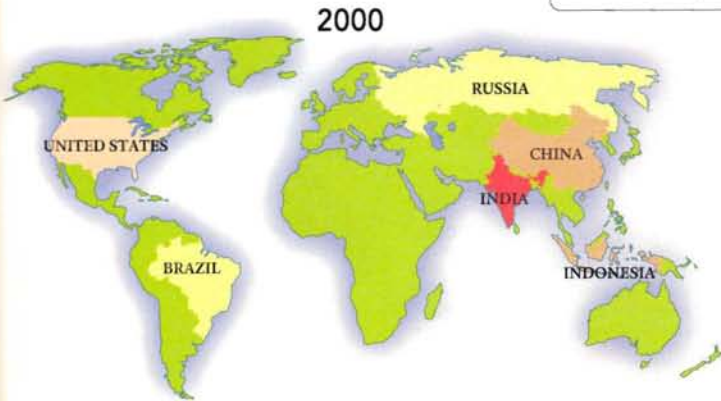 2000
RUSSIA
UNITED STATES
CHINA
INDIA
BRAZIL
INDONESIA